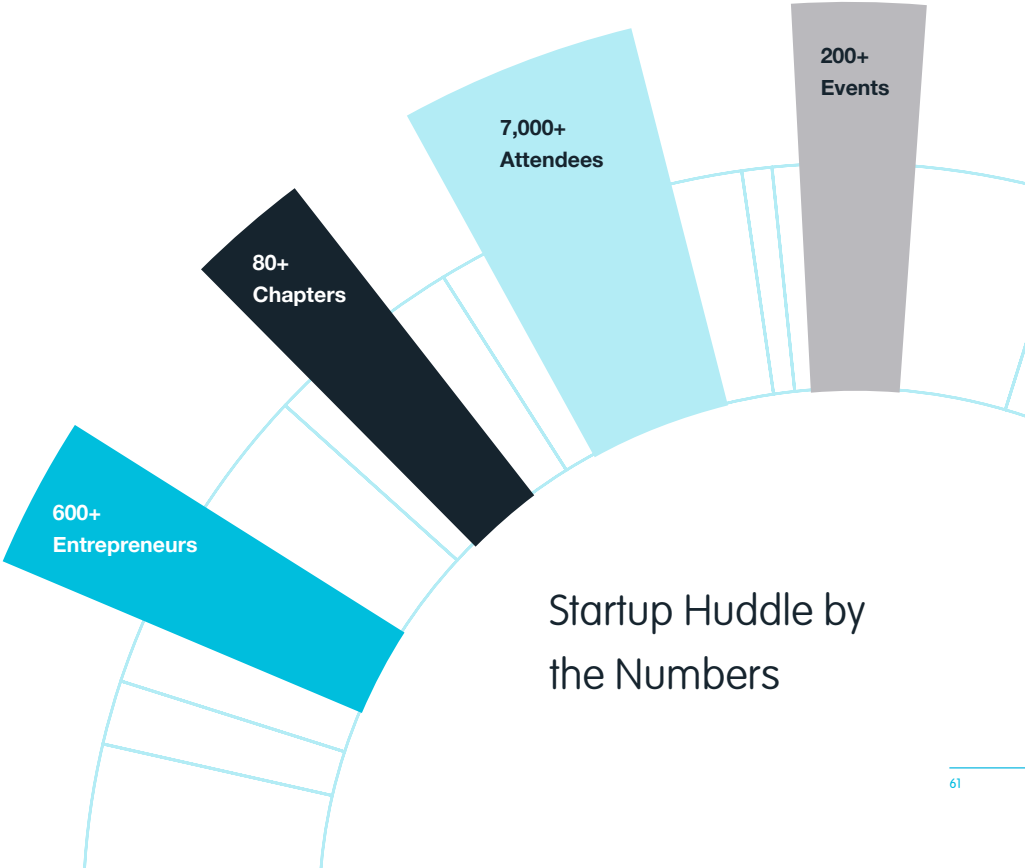 200+
Events
7,000+
Attendees
80+
Chapters
600+
Entrepreneurs
Startup Huddle by
the Numbers
61